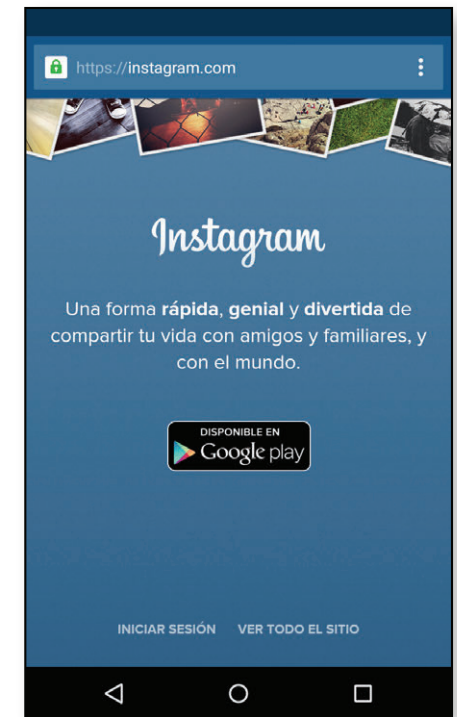 https://instagram.com
Instagram
Una forma rápida, genial y divertida de
compartir tu vida con amigos y familiares, y
con el mundo.
DISPONIBLE EN
Google play
INICIAR SESIÓN VER TODO EL SITIO